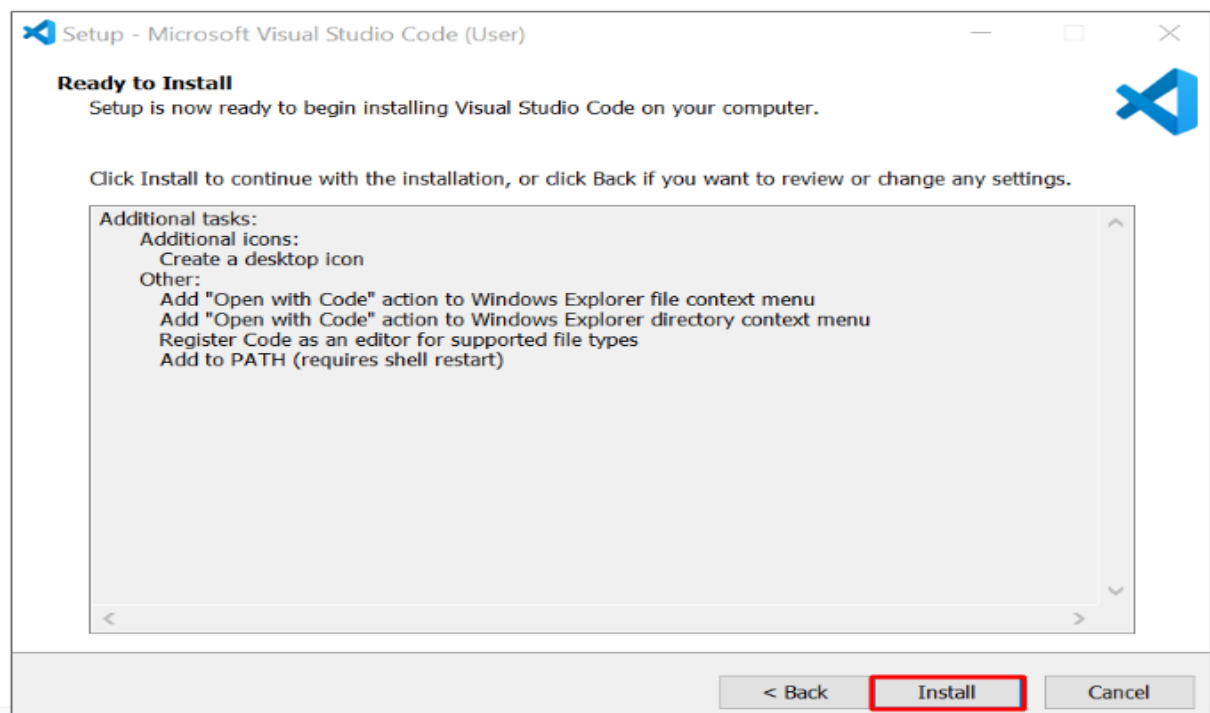 Setup - Microsoft Visual Studio Code (User)
Ready to Install
Setup is now ready to begin installing Visual Studio Code on your computer.
Click Install to continue with the installation, or click Back if you want to review or change any settings.
Additional tasks:
Additional icons:
Create a desktop icon
Other:
Add "Open with Code" action to Windows Explorer file context menu
Add "Open with Code" action to Windows Explorer directory context menu
Register Code as an editor for supported file types
Add to PATH (requires shell restart)
< Back Install Cancel